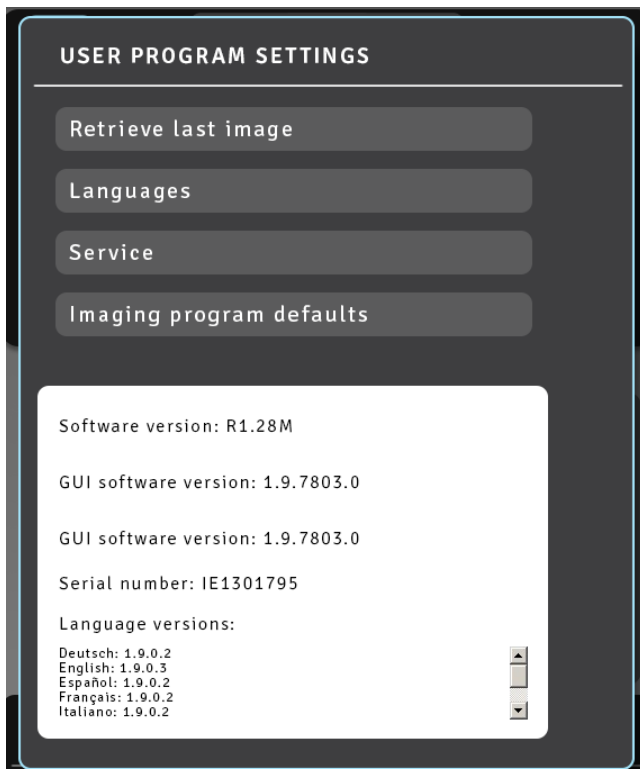 USER PROGRAM SETTINGS
Retrieve last image
Languages
Service
Imaging program defaults
Software version: R1.28M
GUI software version: 1.9.7803.0
GUI software version: 1.9.7803.0
Serial number: IE1301795
Language versions:
Deutsch: 1.9.0.2
English: 1.9.0.3
Español: 1.9.0.2
Français: 1.9.0.2
Italiano: 1.9.0.2